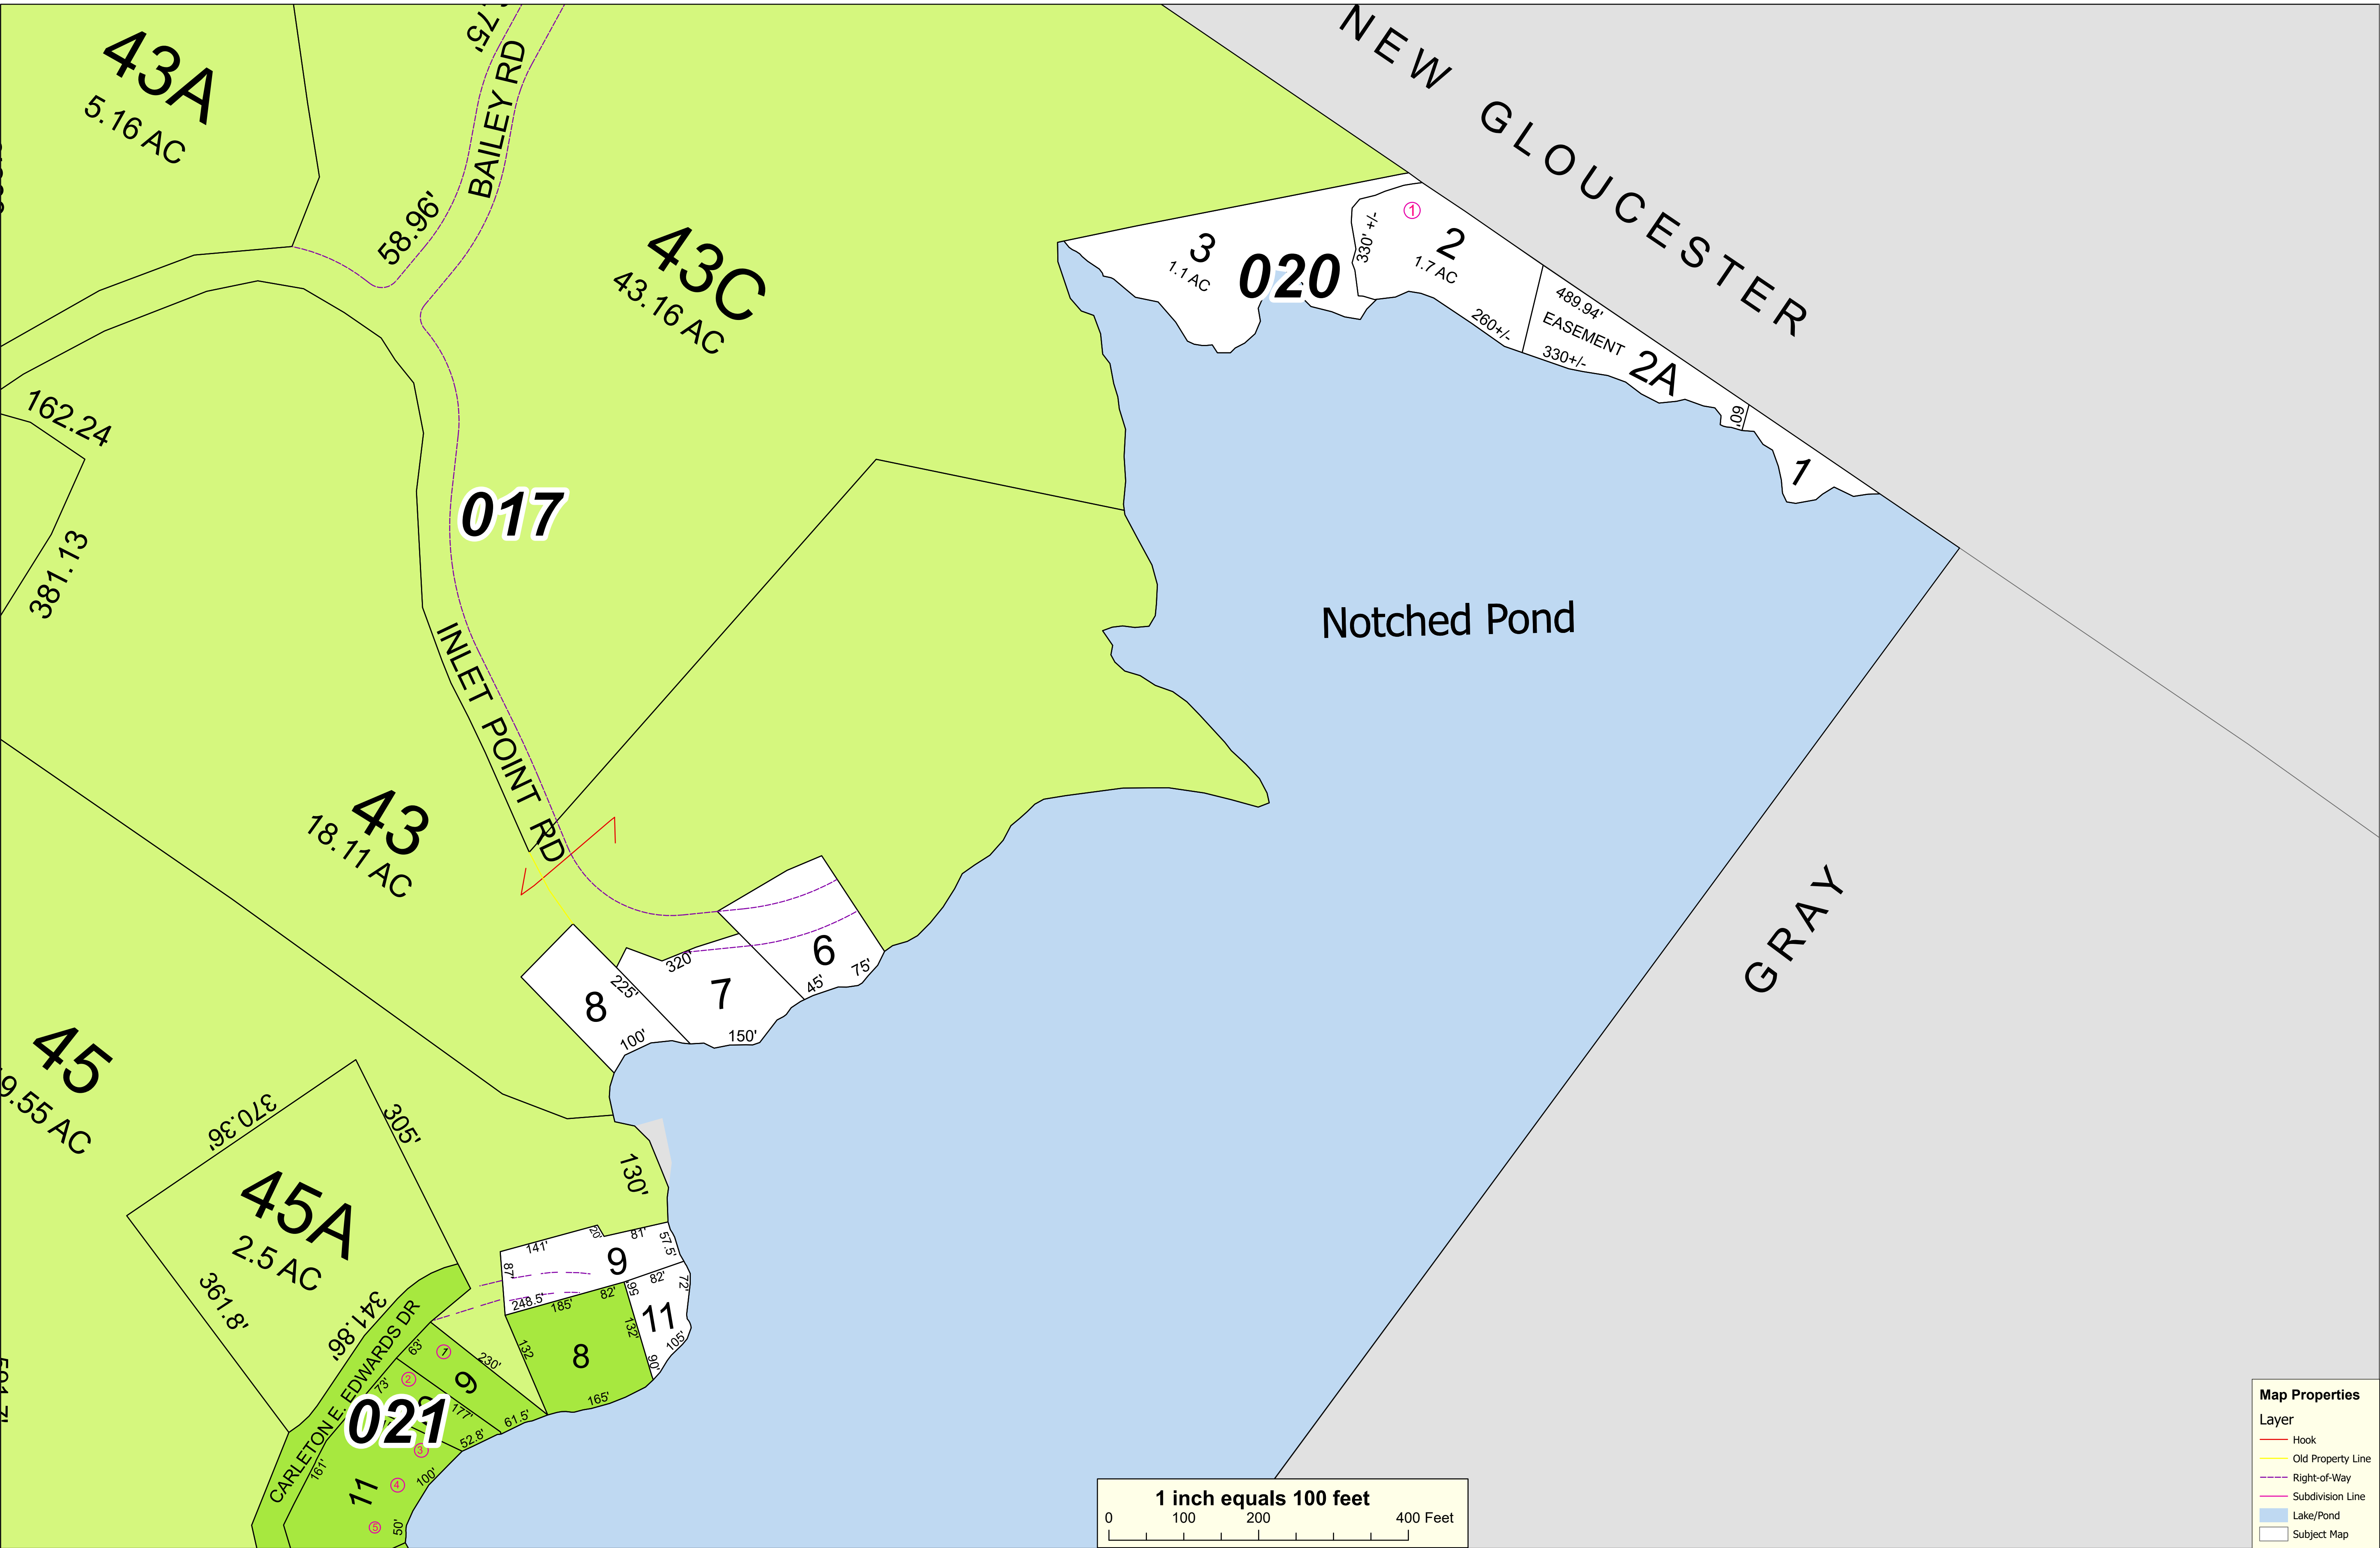 NEW GLOUCESTER
43A
5.16 AC
75'
BAILEY RD
58.96'
43C
43.16 AC
3
1.1 AC
020
330' +/-
1
2
1.7 AC
260+/-
489.94'
EASEMENT
330+/-
2A
60'
1
162.24
381.13
017
INLET POINT RD
Notched Pond
43
18.11 AC
GRAY
320'
225'
8
100'
7
150'
6
45'
75'
45
9.55 AC
370.36'
305'
45A
2.5 AC
361.8'
341.86'
130'
141'
20'
81'
57.5'
9
87'
82'
72'
55'
248.5'
185'
82'
11
132'
105'
90'
132
8
165'
CARLETON E. EDWARDS DR
63'
1
230'
9
2
73'
177'
61.5'
021
52.8'
3
161'
11
4
100'
5
50'
1 inch equals 100 feet
0 100 200 400 Feet
Map Properties
Layer
Hook
Old Property Line
Right-of-Way
Subdivision Line
Lake/Pond
Subject Map